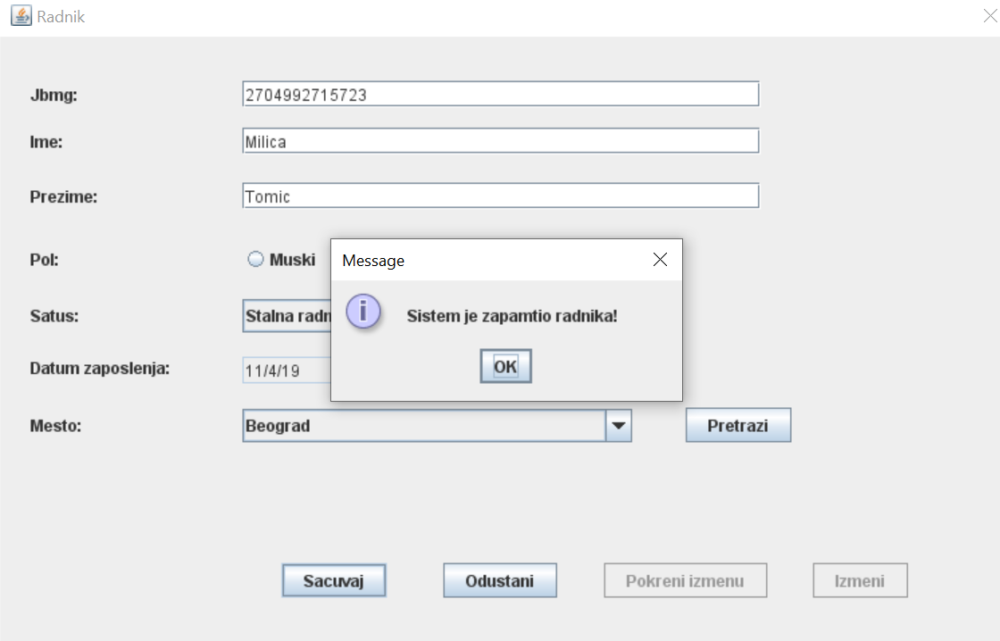 Radnik
Jbmg: 2704992715723
Ime: Milica
Prezime: Tomic
Pol: Muski
Message
Sistem je zapamtio radnika!
OK
Satus: Stalna radn
Datum zaposlenja: 11/4/19
Mesto: Beograd Pretrazi
Sacuvaj Odustani Pokreni izmenu Izmeni